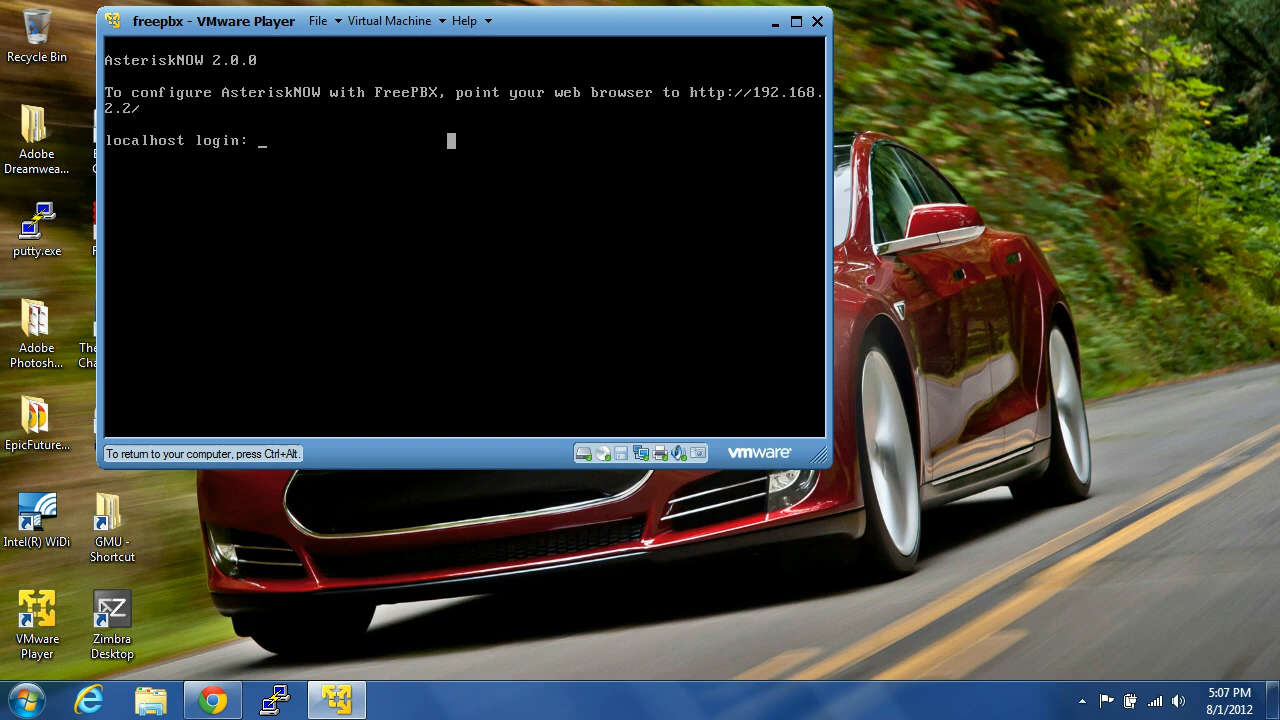 freepbx - VMware Player File Virtual Machine Help
AsteriskNOW 2.0.0
To configure AsteriskNOW with FreePBX, point your web browser to http://192.168.
2.2/
localhost login: _
To return to your computer, press Ctrl+Alt.
vmware
Recycle Bin
Adobe
Dreamwea...
putty.exe
Adobe
Photosh...
EpicFuture...
Intel(R) WiDi
GMU -
Shortcut
VMware
Player
Zimbra
Desktop
5:07 PM
8/1/2012